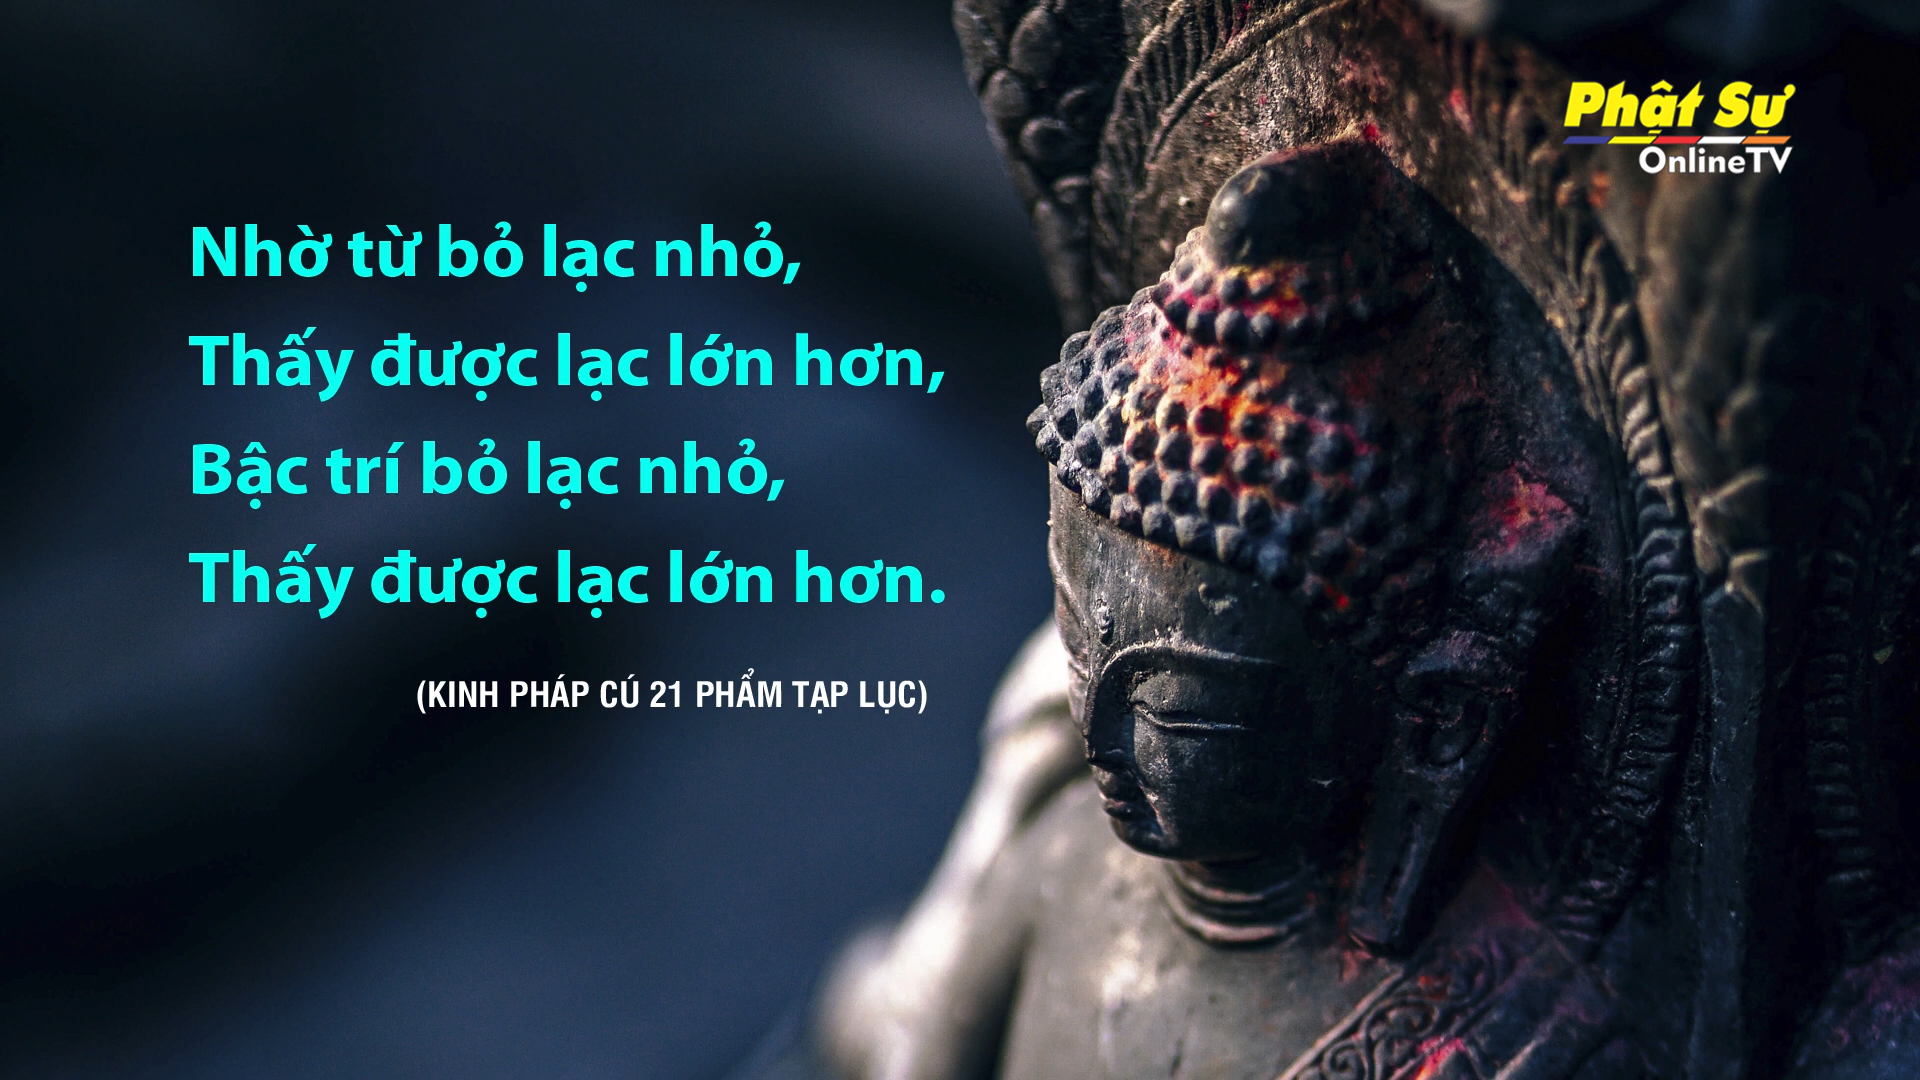 Phật Sự
OnlineTV
Nhờ từ bỏ lạc nhỏ,
Thấy được lạc lớn hơn,
Bậc trí bỏ lạc nhỏ,
Thấy được lạc lớn hơn.
(KINH PHÁP CÚ 21 PHẨM TẠP LỤC)